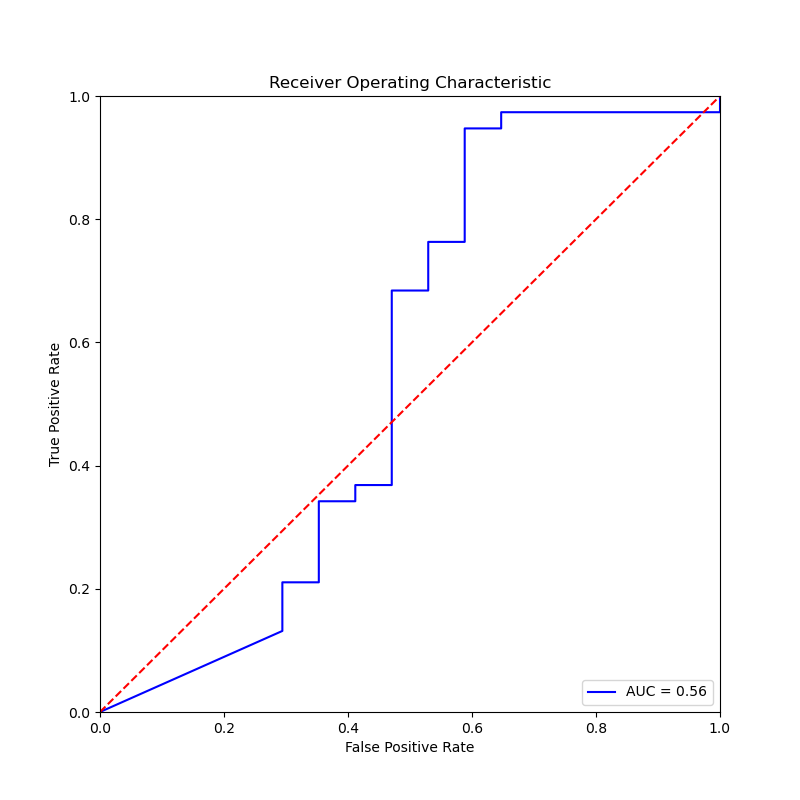 Receiver Operating Characteristic
True Positive Rate
1.0
0.8
0.6
0.4
0.2
0.0
AUC = 0.56
0.0 0.2 0.4 0.6 0.8 1.0
False Positive Rate